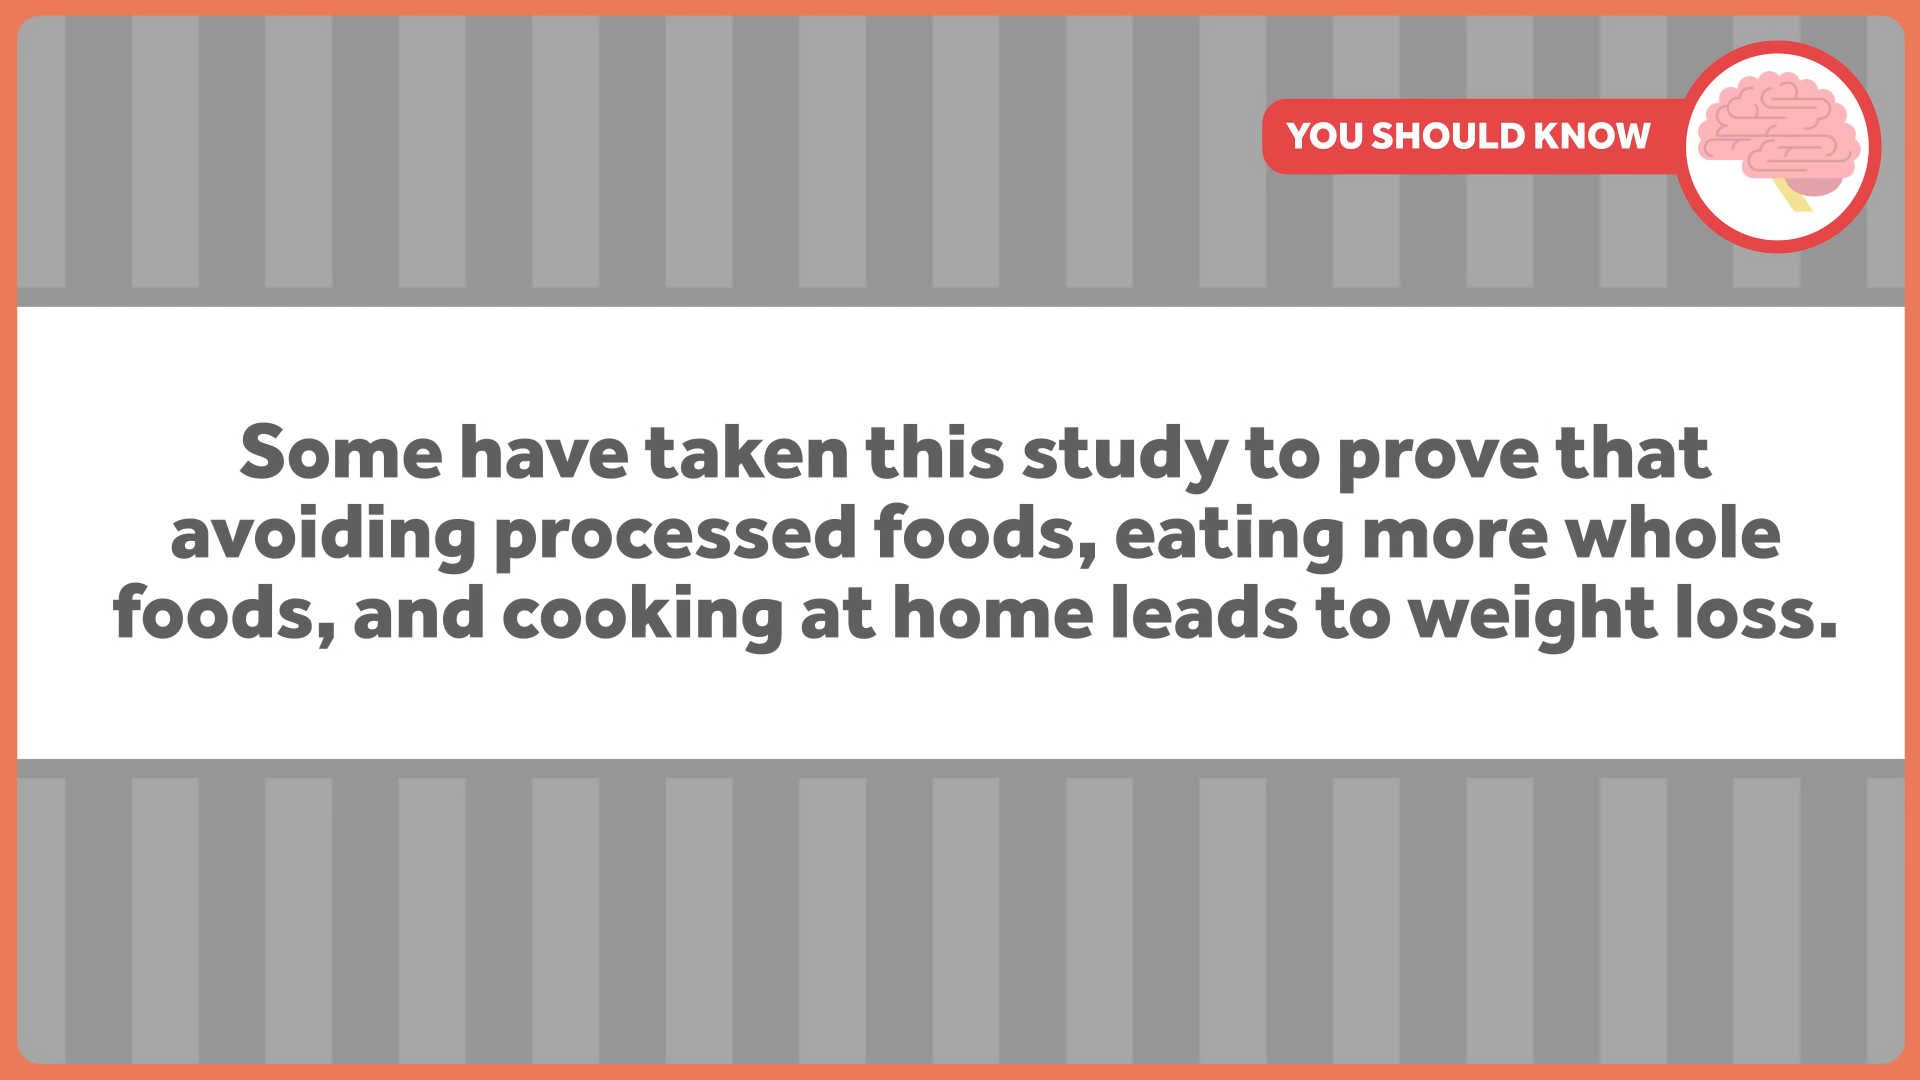 YOU SHOULD KNOW
Some have taken this study to prove that
avoiding processed foods, eating more whole
foods, and cooking at home leads to weight loss.